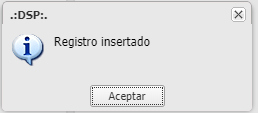 .:DSP:.
Registro insertado
Aceptar